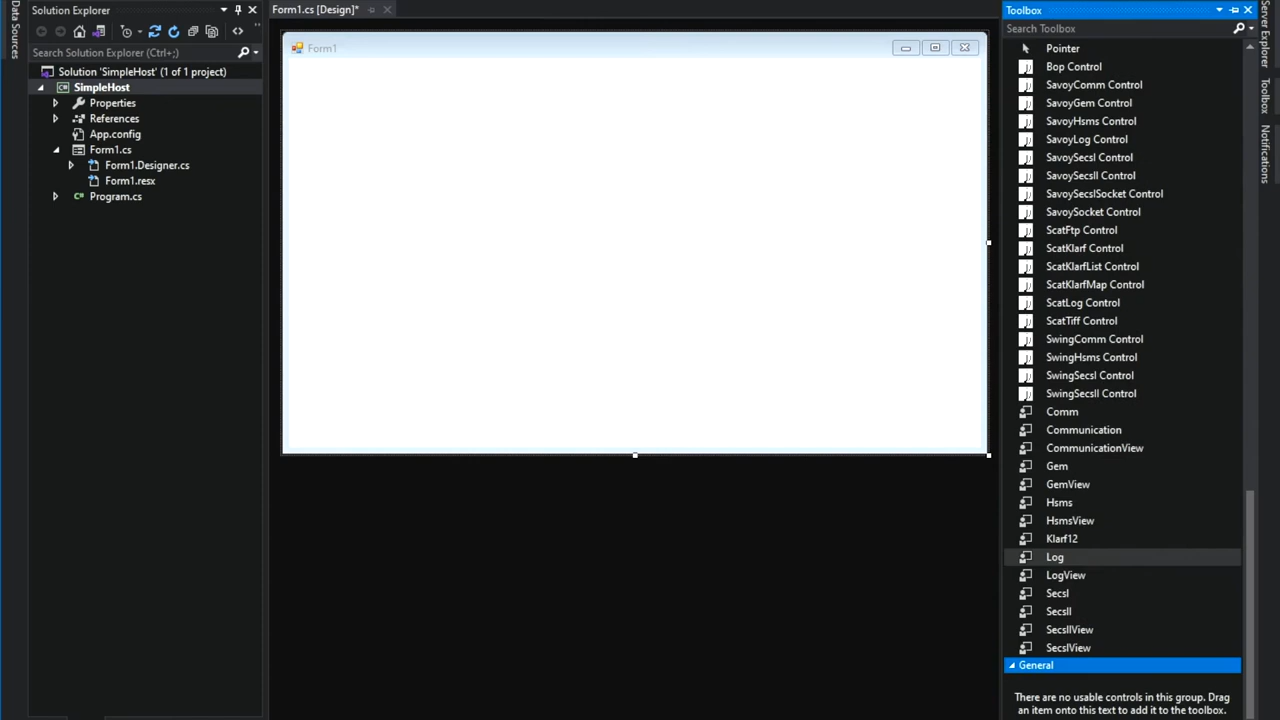 Data Sources
Solution Explorer
Search Solution Explorer (Ctrl+;)
Solution 'SimpleHost' (1 of 1 project)
SimpleHost
Properties
References
App.config
Form1.cs
Form1.Designer.cs
Form1.resx
Program.cs
Form1.cs [Design]*
Form1
Toolbox
Search Toolbox
Pointer
Bop Control
SavoyComm Control
SavoyGem Control
SavoyHsms Control
SavoyLog Control
SavoySecsI Control
SavoySecsII Control
SavoySecsISocket Control
SavoySocket Control
ScatFtp Control
ScatKlarf Control
ScatKlarfList Control
ScatKlarfMap Control
ScatLog Control
ScatTiff Control
SwingComm Control
SwingHsms Control
SwingSecsI Control
SwingSecsII Control
Comm
Communication
CommunicationView
Gem
GemView
Hsms
HsmsView
Klarf12
Log
LogView
SecsI
SecsII
SecsIIView
SecsIView
General
There are no usable controls in this group. Drag
an item onto this text to add it to the toolbox.
Server Explorer
Toolbox
Notifications